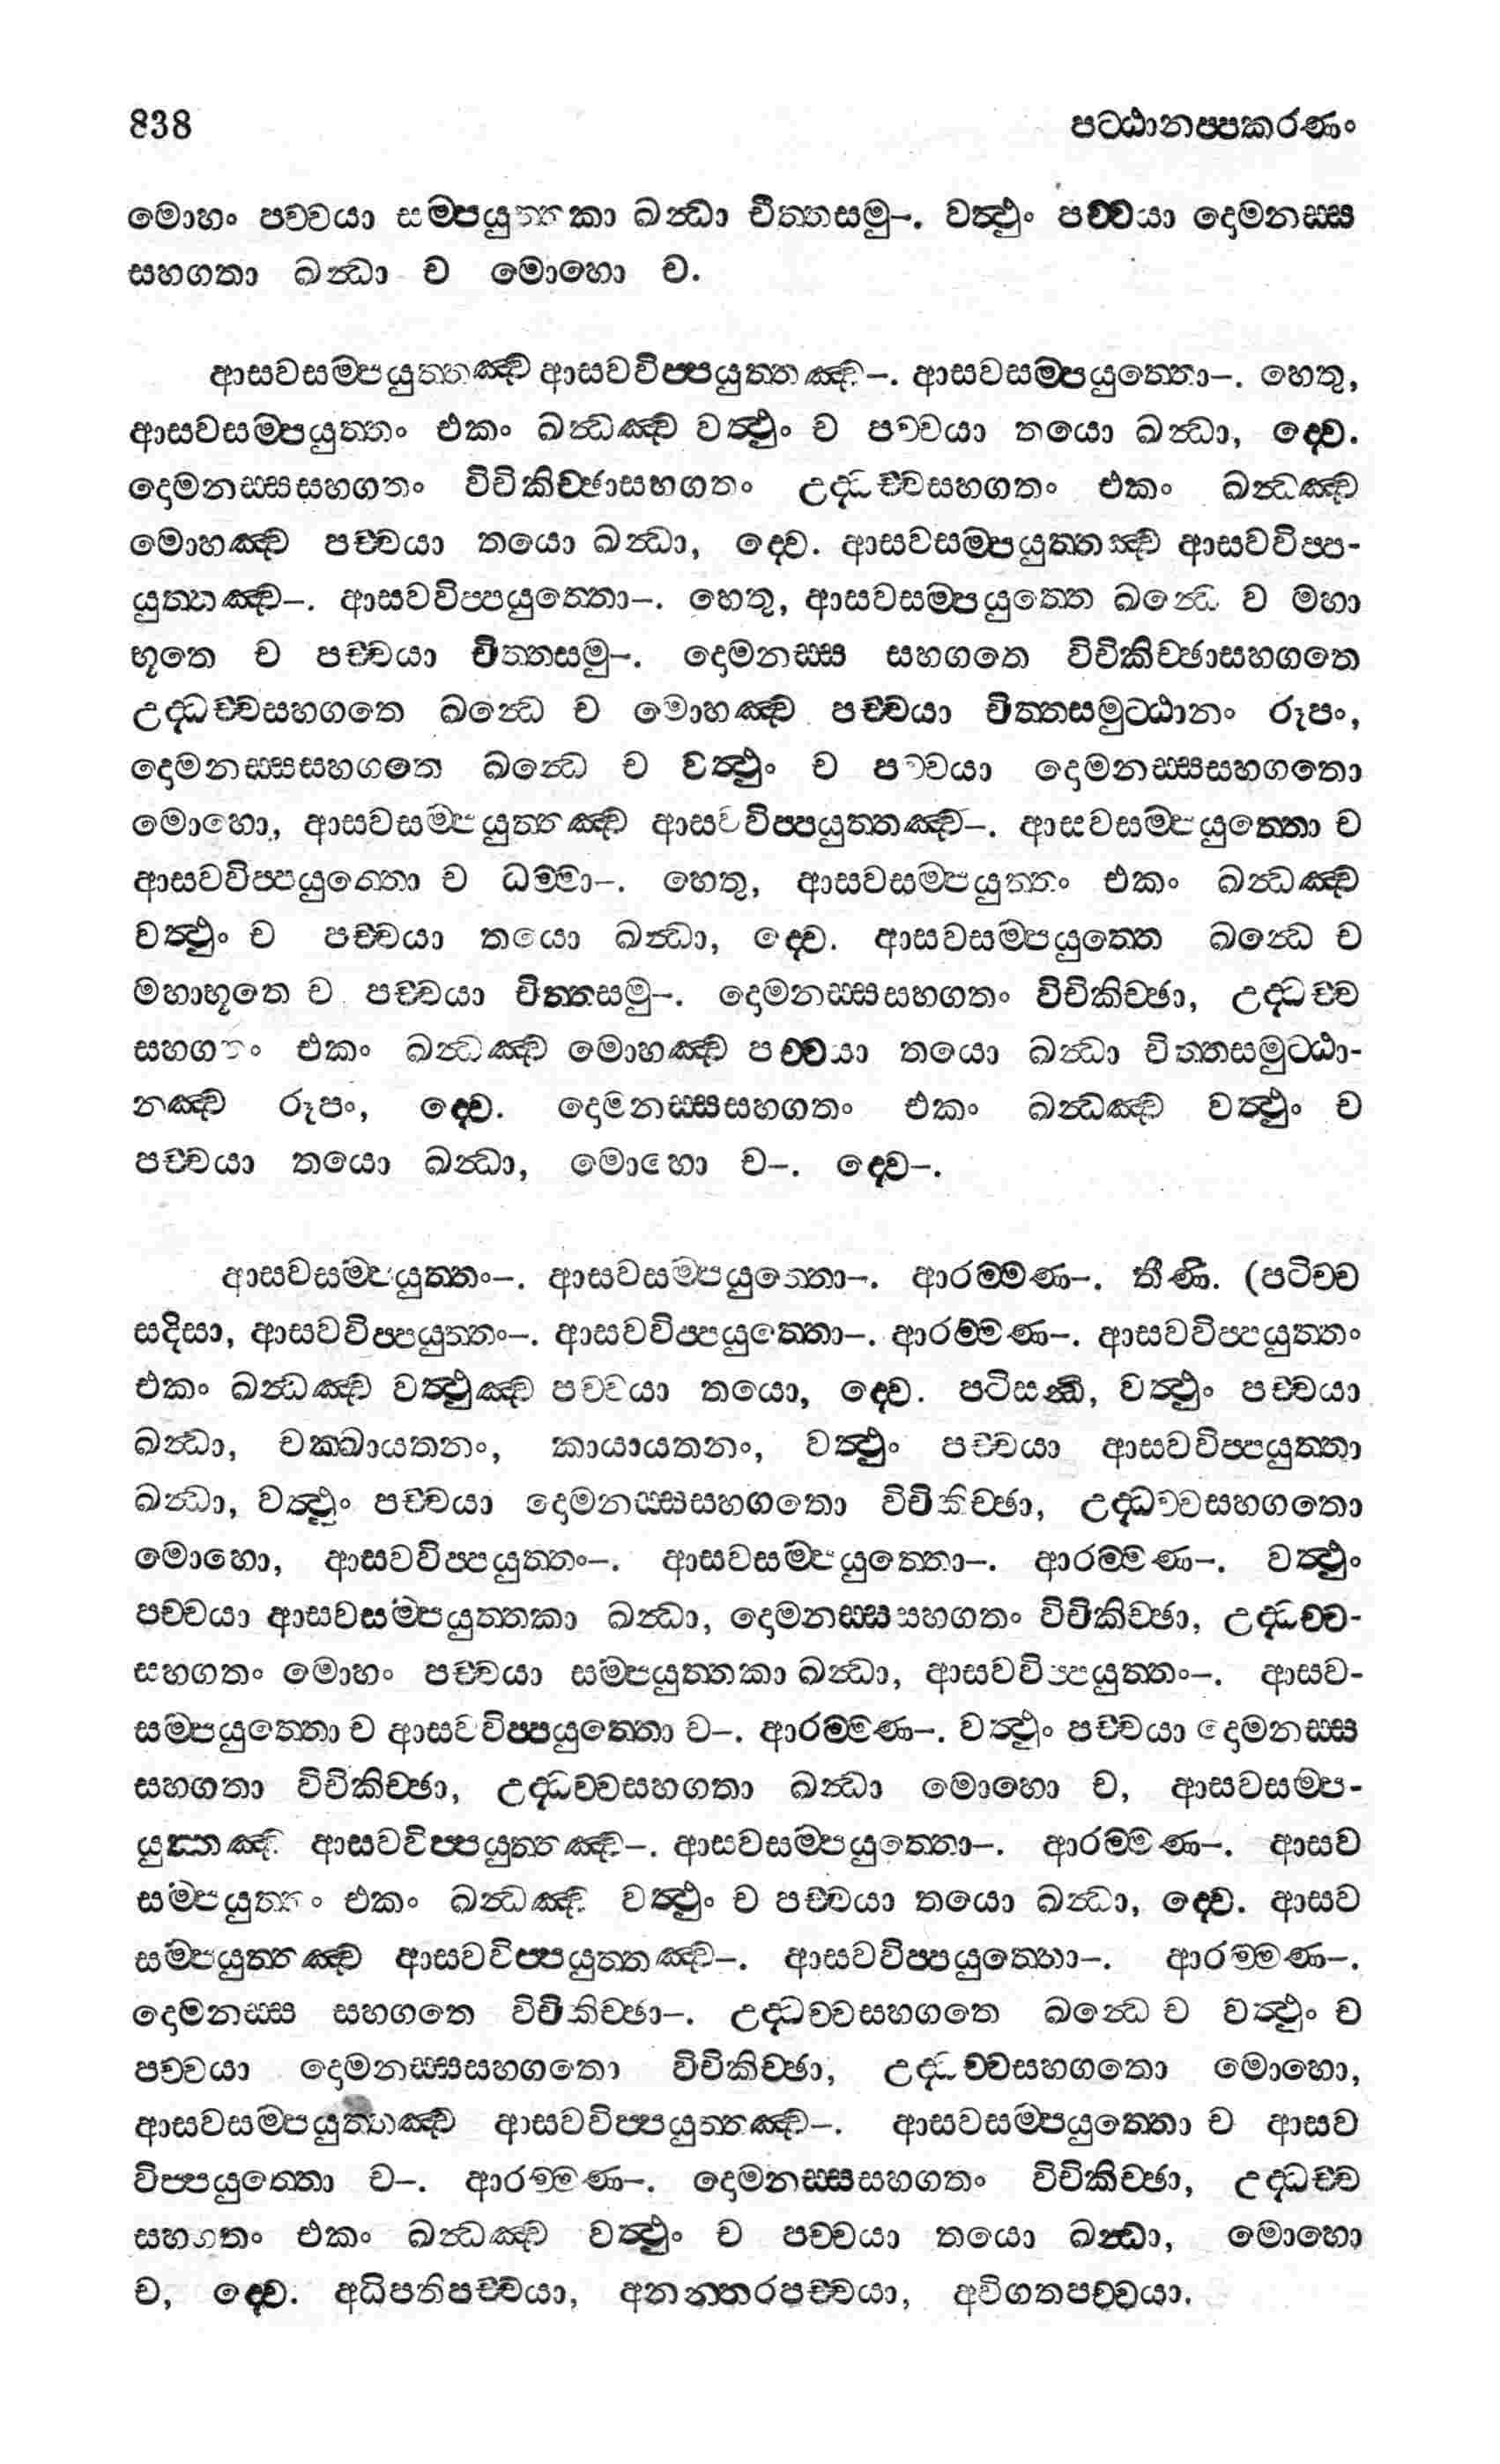 838 පට්ඨානප්පකරණං
මොහං පච්චයා සම්පයුත්තකා ඛන්ධා චිත්තසමු–. වත්ථුං පච්චයා දොමනස්ස
සහගතා ඛන්ධා ච මොහො ච.
ආසවසම්පයුත්තඤ්ච ආසවවිප්පයුත්තඤ්ච–. ආසවසම්පයුත්තො–. හෙතු,
ආසවසම්පයුත්තං එකං ඛන්ධඤ්ච වත්ථුං ච පච්චයා තයො ඛන්ධා, ද්වෙ.
දොමනස්සසහගතං විචිකිච්ඡාසභගතං උද්ධච්චසහගතං එකං ඛන්ධඤ්ච
මොහඤ්ච පච්චයා තයො ඛන්ධා, ද්වෙ. ආසවසම්පයුත්තඤ්ච ආසවවිප්ප-
යුත්තඤ්ච–. ආසවවිප්පයුත්තො–. හෙතු, ආසවසම්පයුත්තෙ ඛන්ධෙ ච මහා
භූතෙ ච පච්චයා චිත්තසමු–. දොමනස්ස සහගතෙ විචිකිච්ඡාසහගතෙ
උද්ධච්චසහගතෙ ඛන්ධෙ ච මොහඤ්ච පච්චයා චිත්තසමුට්ඨානං රූපං,
දොමනස්සසහගතෙ ඛන්ධෙ ච වත්ථුං ච පච්චයා දොමනස්සසහගතො
මොහො, ආසවසම්පයුත්තඤ්ච ආසවවිප්පයුත්තඤ්ච–. ආසවසම්පයුත්තො ච
ආසවවිප්පයුත්තො ච ධම්මා–. හෙතු, ආසවසම්පයුත්තං එකං ඛන්ධඤ්ච
වත්ථුං ච පච්චයා තයො ඛන්ධා, ද්වෙ. ආසවසම්පයුත්තෙ ඛන්ධෙ ච
මහාභූතෙ ච පච්චයා චිත්තසමු–. දොමනස්සසහගතං විචිකිච්ඡා, උද්ධච්ච
සහගතං එකං ඛන්ධඤ්ච මොහඤ්ච පච්චයා තයො ඛන්ධා චිත්තසමුට්ඨා-
නඤ්ච රූපං, ද්වෙ. දොමනස්සසහගතං එකං ඛන්ධඤ්ච වත්ථුං ච
පච්චයා තයො ඛන්ධා, මොහො ච–. ද්වෙ–.
ආසවසම්පයුත්තං–. ආසවසම්පයුත්තො–. ආරම්මණ–. තීණි. (පටිච්ච
සදිසා, ආසවවිප්පයුත්තං–. ආසවවිප්පයුත්තො–. ආරම්මණ–. ආසවවිප්පයුත්තං
එකං ඛන්ධඤ්ච වත්ථුඤ්ච පච්චයා තයො, ද්වෙ. පටිසන්ධි, වත්ථුං පච්චයා
ඛන්ධා, චක්ඛායතනං, කායායතනං, වත්ථුං පච්චයා ආසවවිප්පයුත්තා
ඛන්ධා, වත්ථුං පච්චයා දොමනස්සසහගතො විචිකිච්ඡා, උද්ධච්චසහගතො
මොහො, ආසවවිප්පයුත්තං–. ආසවසම්පයුත්තො–. ආරම්මණ–. වත්ථුං
පච්චයා ආසවසම්පයුත්තකා ඛන්ධා, දොමනස්සසහගතං විචිකිච්ඡා, උද්ධච්ච-
සහගතං මොහං පච්චයා සම්පයුත්තකා ඛන්ධා, ආසවවිප්පයුත්තං–. ආසව-
සම්පයුත්තො ච ආසවවිප්පයුත්තො ච–. ආරම්මණ–. වත්ථුං පච්චයා දොමනස්ස
සහගතා විචිකිච්ඡා, උද්ධච්චසහගතා ඛන්ධා මොහො ච, ආසවසම්ප-
යුත්තඤ්ච ආසවවිප්පයුත්තඤ්ච–. ආසවසම්පයුත්තො–. ආරම්මණ–. ආසව
සම්පයුත්තං එකං ඛන්ධඤ්ච වත්ථුං ච පච්චයා තයො ඛන්ධා, ද්වෙ. ආසව
සම්පයුත්තඤ්ච ආසවවිප්පයුත්තඤ්ච–. ආසවවිප්පයුත්තො–. ආරම්මණ–.
දොමනස්ස සහගතෙ විචිකිච්ඡා–. උද්ධච්චසහගතෙ ඛන්ධෙ ච වත්ථුං ච
පච්චයා දොමනස්සසහගතො විචිකිච්ඡා, උද්ධච්චසහගතො මොහො,
ආසවසම්පයුත්තඤ්ච ආසවවිප්පයුත්තඤ්ච–. ආසවසම්පයුත්තො ච ආසව
විප්පයුත්තො ච–. ආරම්මණ–. දොමනස්සසහගතං විචිකිච්ඡා, උද්ධච්ච
සහගතං එකං ඛන්ධඤ්ච වත්ථුං ච පච්චයා තයො ඛන්ධා, මොහො
ච, ද්වෙ. අධිපතිපච්චයා, අනන්තරපච්චයා, අවිගතපච්චයා.